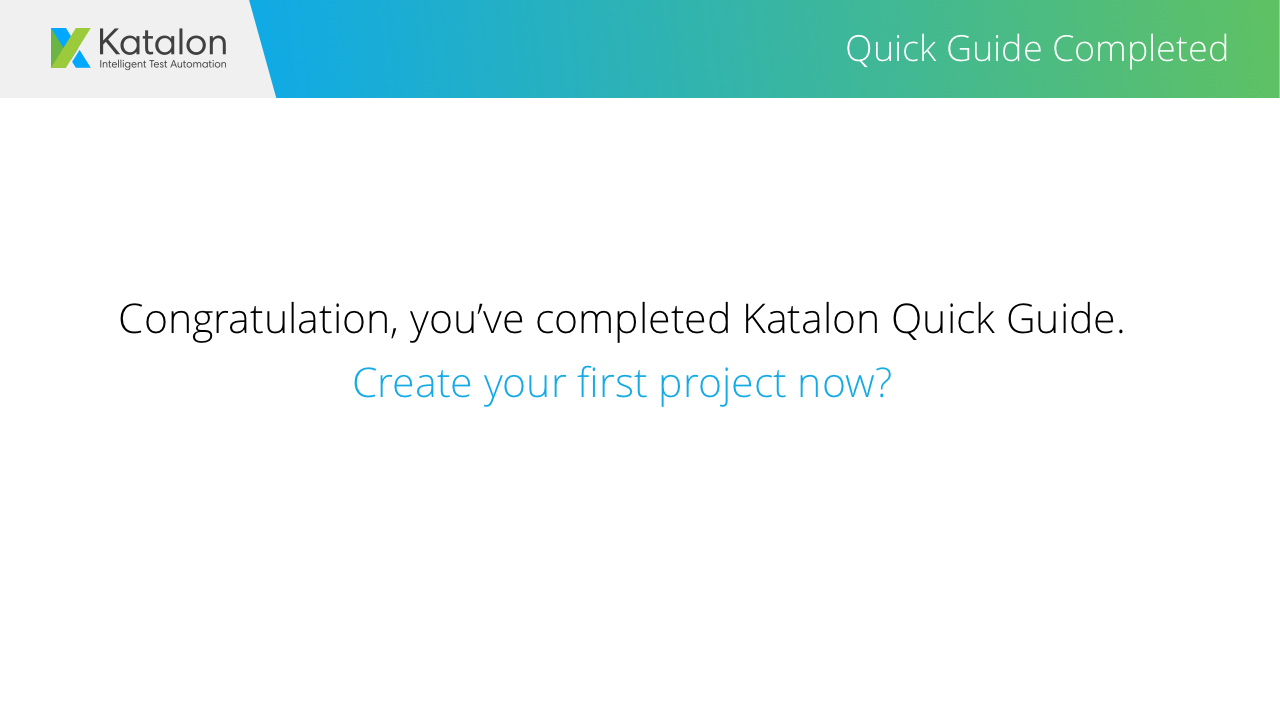 Katalon
Intelligent Test Automation
Quick Guide Completed
Congratulation, you’ve completed Katalon Quick Guide.
Create your first project now?